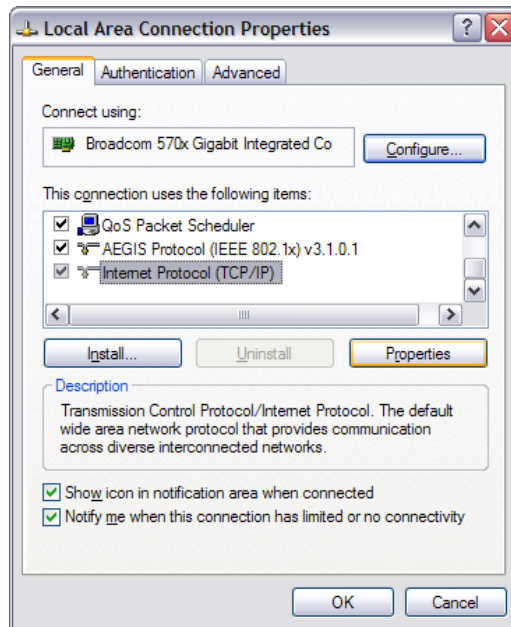 Local Area Connection Properties
General Authentication Advanced
Connect using:
Broadcom 570x Gigabit Integrated Co
Configure...
This connection uses the following items:
QoS Packet Scheduler
AEGIS Protocol (IEEE 802.1x) v3.1.0.1
Internet Protocol (TCP/IP)
Install... Uninstall Properties
Description
Transmission Control Protocol/Internet Protocol. The default
wide area network protocol that provides communication
across diverse interconnected networks.
Show icon in notification area when connected
Notify me when this connection has limited or no connectivity
OK Cancel